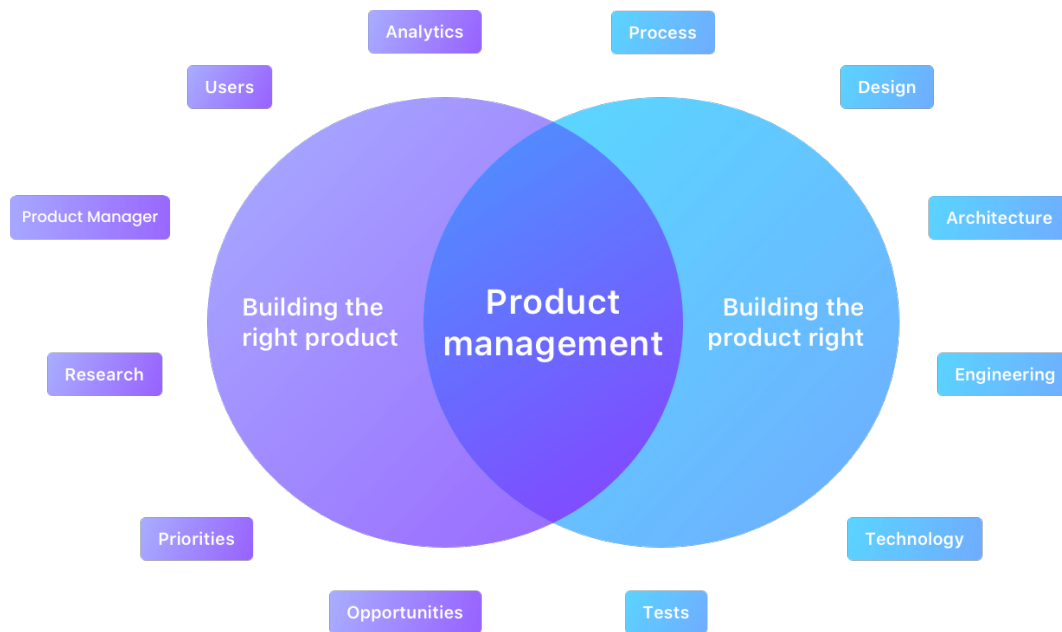 Analytics
Process
Users
Design
Product Manager
Architecture
Building the
right product
Product
management
Building the
product right
Research
Engineering
Priorities
Technology
Opportunities
Tests